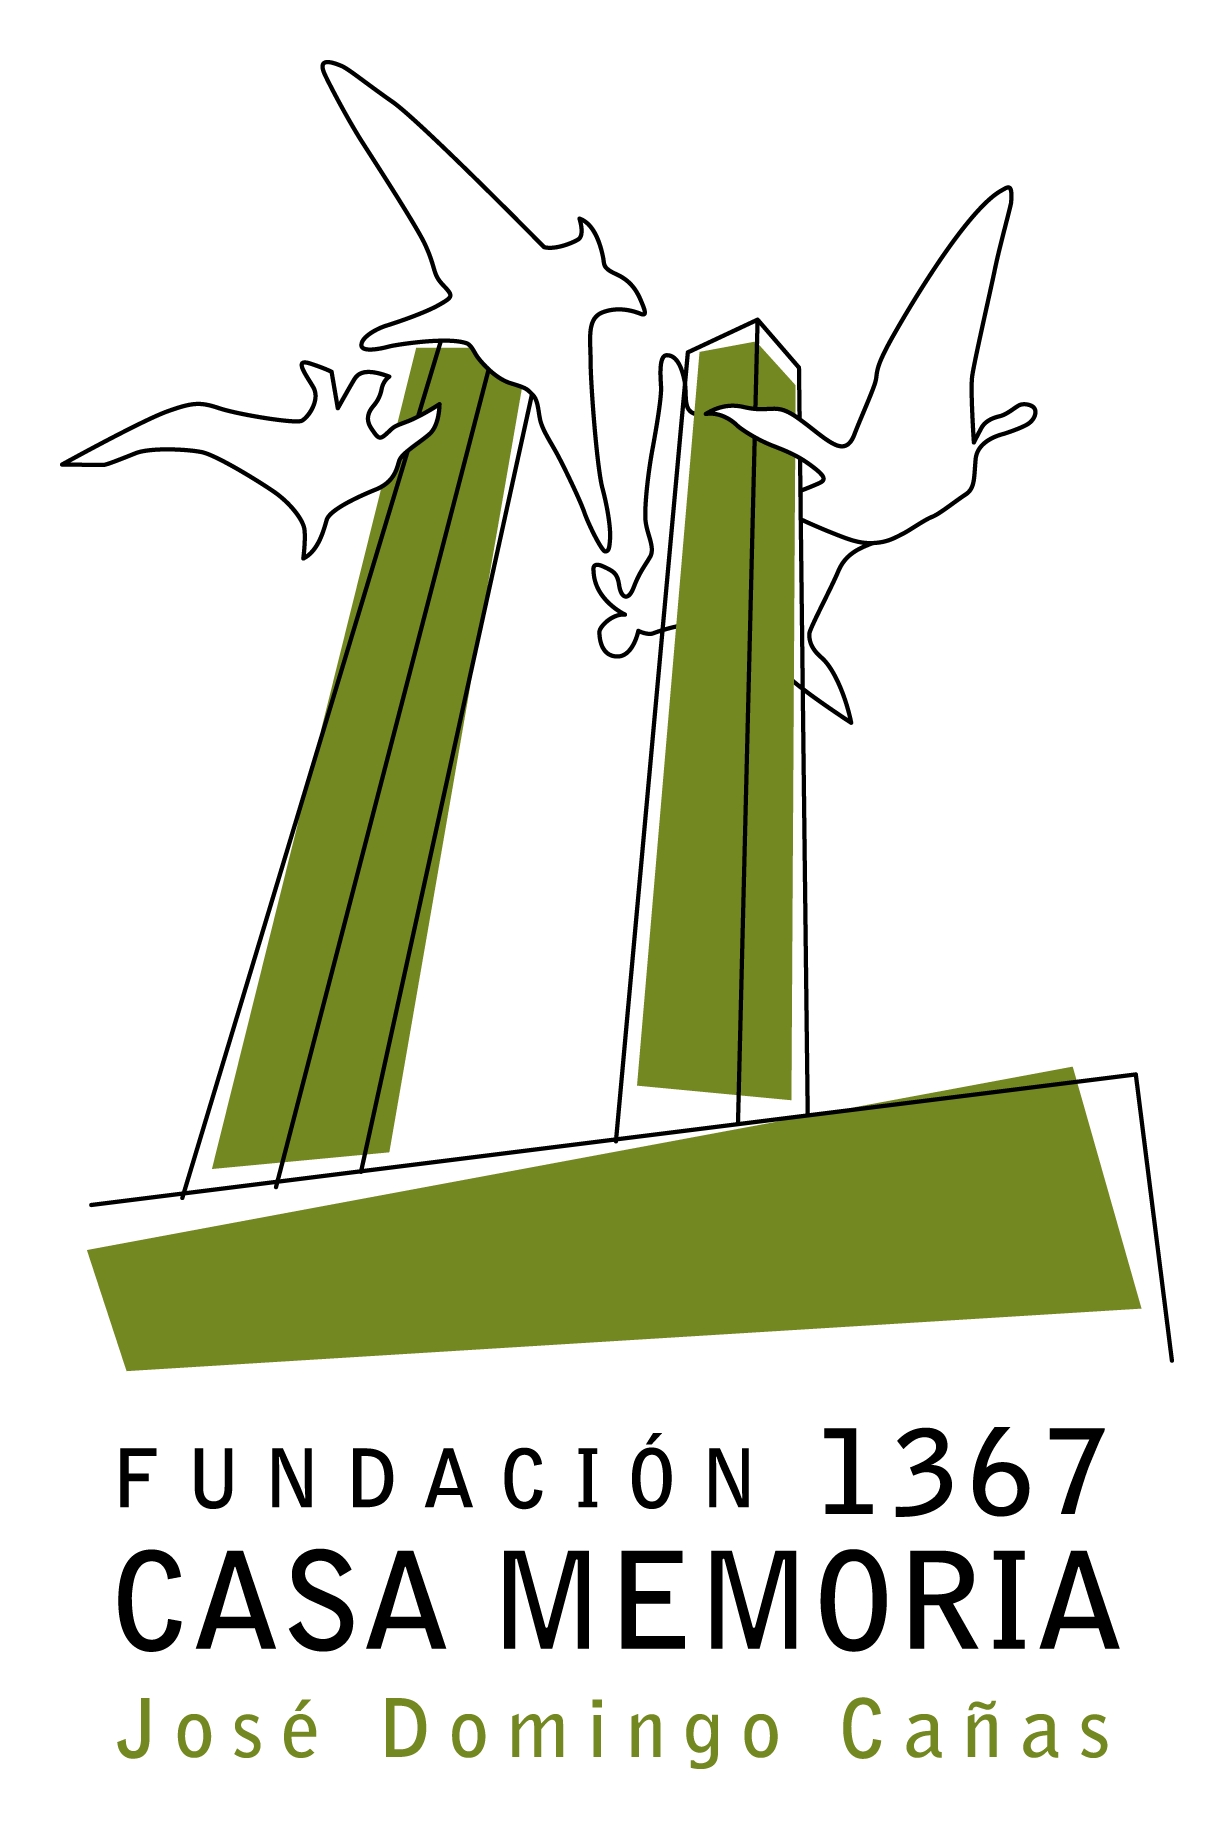 FUNDACIÓN 1367
CASA MEMORIA
José Domingo Cañas